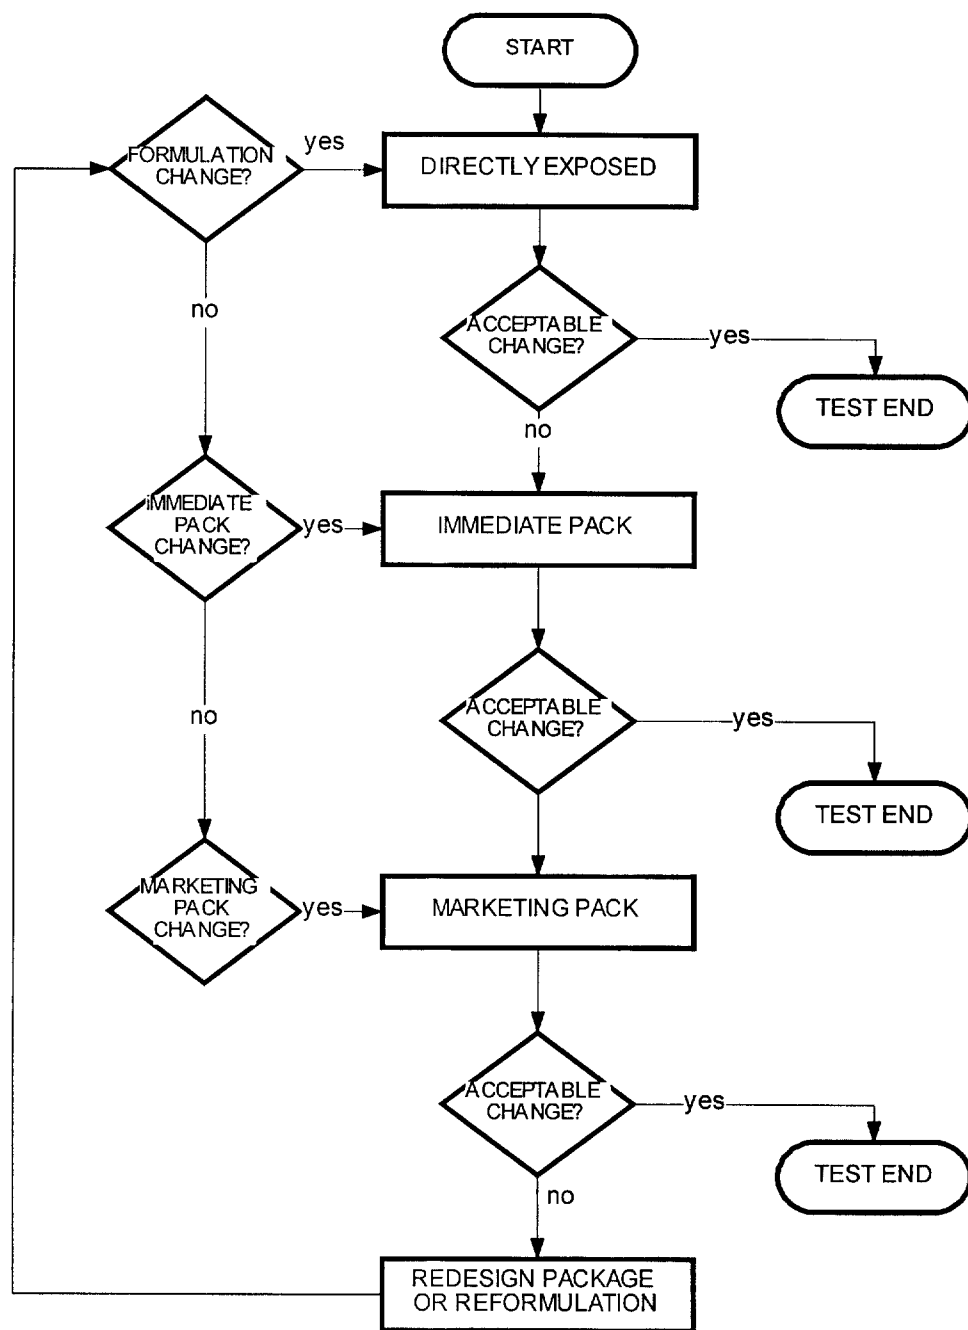 START
FORMULATION
CHANGE?
yes
DIRECTLY EXPOSED
no
ACCEPTABLE
CHANGE?
yes
TEST END
no
iMMEDIATE
PACK
CHANGE?
yes
IMMEDIATE PACK
no
ACCEPTABLE
CHANGE?
yes
TEST END
MARKETING
PACK
CHANGE?
yes
MARKETING PACK
ACCEPTABLE
CHANGE?
yes
TEST END
no
REDESIGN PACKAGE
OR REFORMULATION